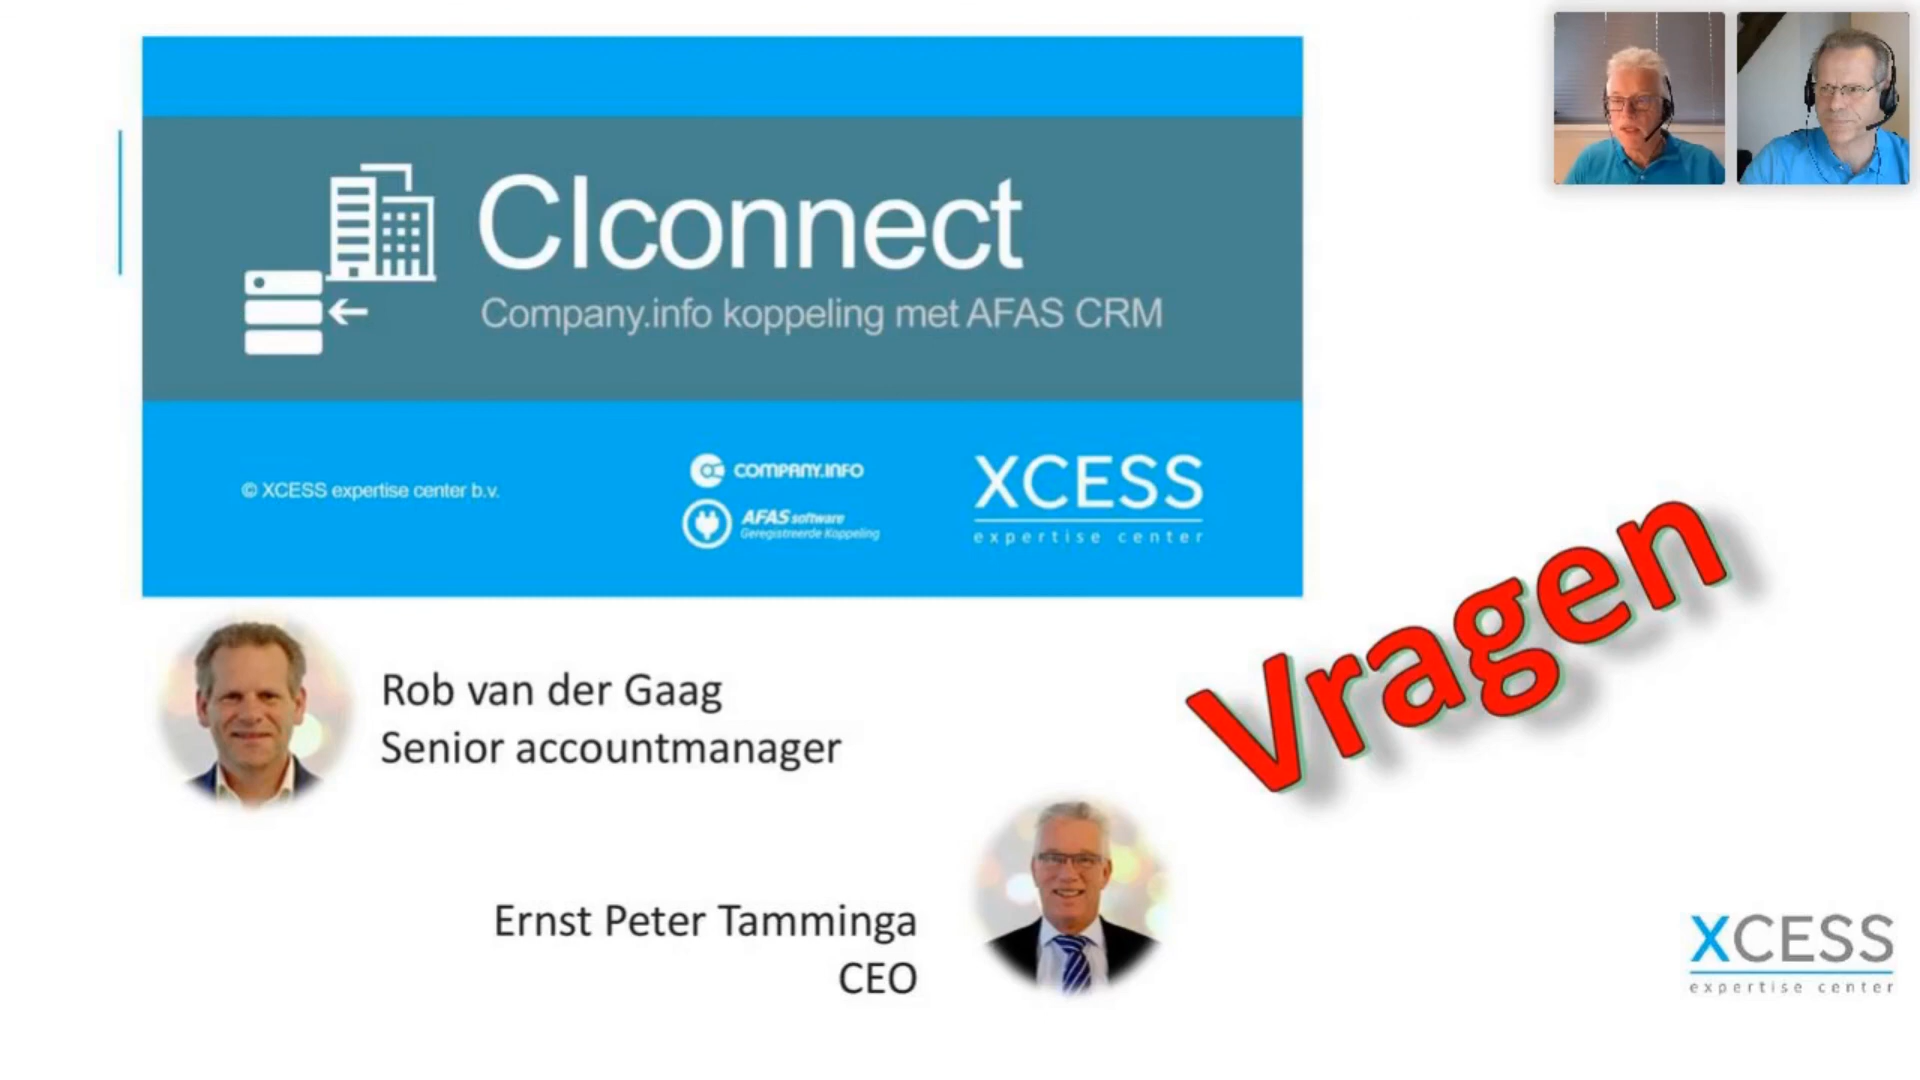 CIconnect
Company.info koppeling met AFAS CRM
© XCESS expertise center b.v.
COMPANY.INFO
AFAS software
Geregistreerde Koppeling
XCESS
expertise center
Vragen
Rob van der Gaag
Senior accountmanager
Ernst Peter Tamminga
CEO
XCESS
expertise center